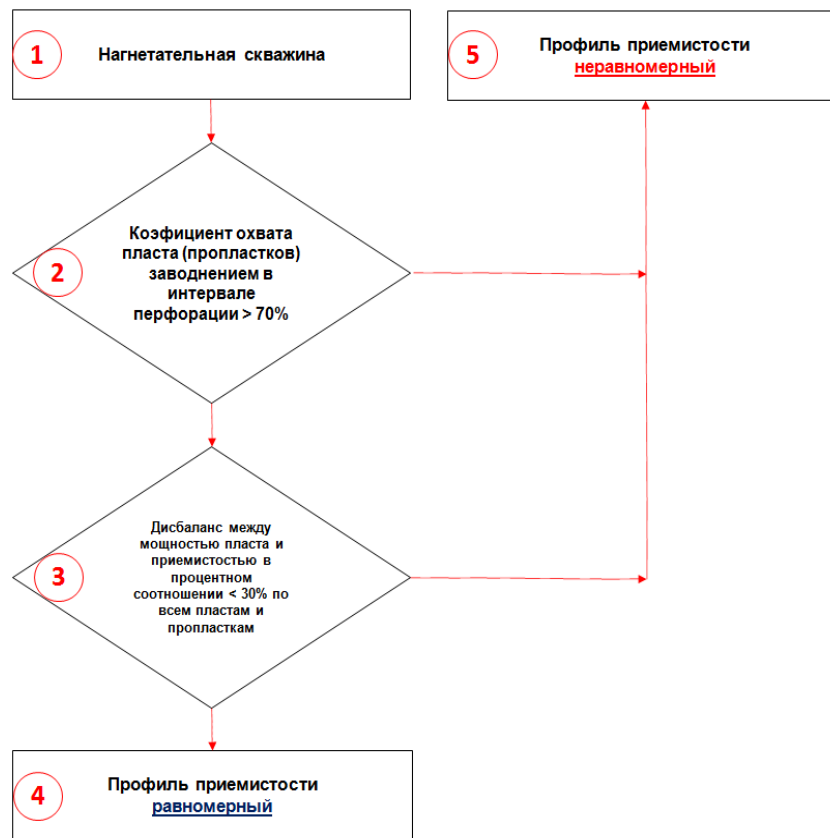 1
Нагнетательная скважина
5
Профиль приемистости
неравномерный
2
Коэфициент охвата
пласта (пропластков)
заводнением в
интервале
перфорации > 70%
3
Дисбаланс между
мощностью пласта и
приемистостью в
процентном
соотношении < 30% по
всем пластам и
пропласткам
4
Профиль приемистости
равномерный